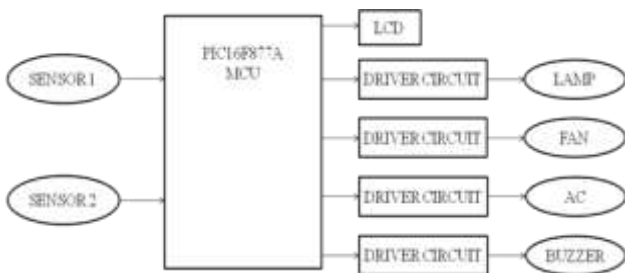 LCD
PIC16F877A
MCU
SENSOR 1
DRIVER CIRCUIT
LAMP
DRIVER CIRCUIT
FAN
SENSOR 2
DRIVER CIRCUIT
AC
DRIVER CIRCUIT
BUZZER